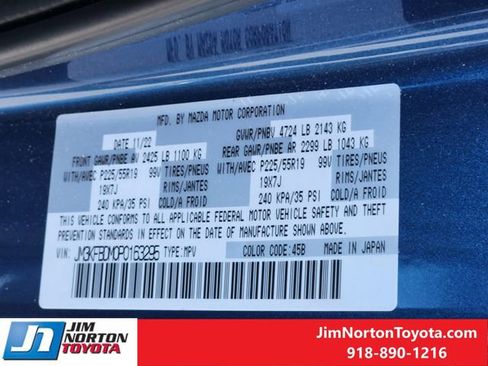 MFD. BY MAZDA MOTOR CORPORATION
DATE 11/22
GVWR/PNBV 4724 LB 2143 KG
FRONT GAWR/PNBE AV 2425 LB 1100 KG
REAR GAWR/PNBE AR 2299 LB 1043 KG
WITH/AVEC P225/55R19 99V TIRES/PNEUS
WITH/AVEC P225/55R19 99V TIRES/PNEUS
19X7J RIMS/JANTES
19X7J RIMS/JANTES
240 KPA/35 PSI COLD/A FROID
240 KPA/35 PSI COLD/A FROID
THIS VEHICLE CONFORMS TO ALL APPLICABLE FEDERAL MOTOR VEHICLE SAFETY AND THEFT
PREVENTION STANDARDS IN EFFECT ON THE DATE OF MANUFACTURE SHOWN ABOVE.
VIN: JM3KFBDM0P0163295 TYPE: MPV COLOR CODE: 45B MADE IN JAPAN
JN
JIM
NORTON
TOYOTA
JimNortonToyota.com
918-890-1216